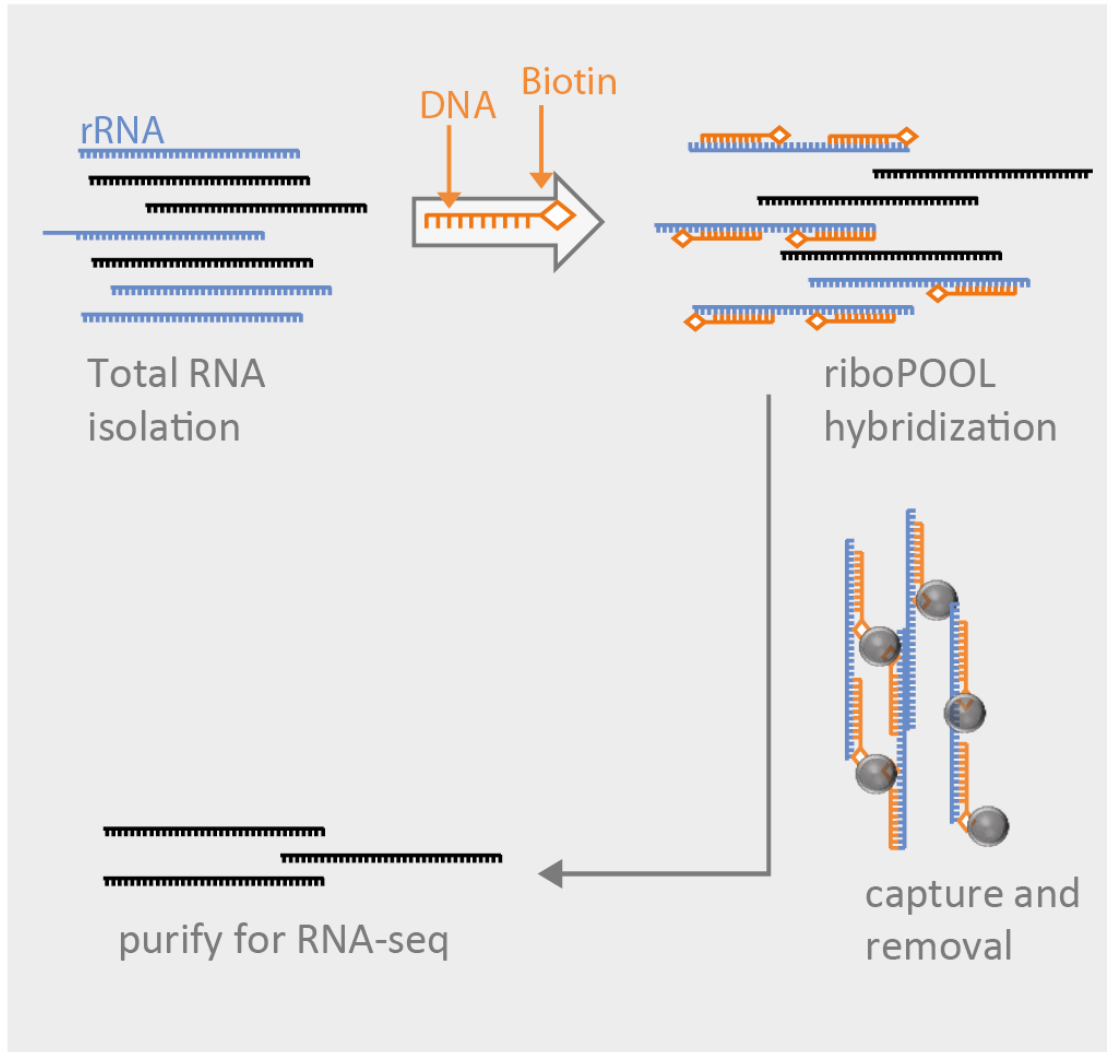 Biotin
DNA
rRNA
Total RNA
isolation
riboPOOL
hybridization
capture and
removal
purify for RNA-seq